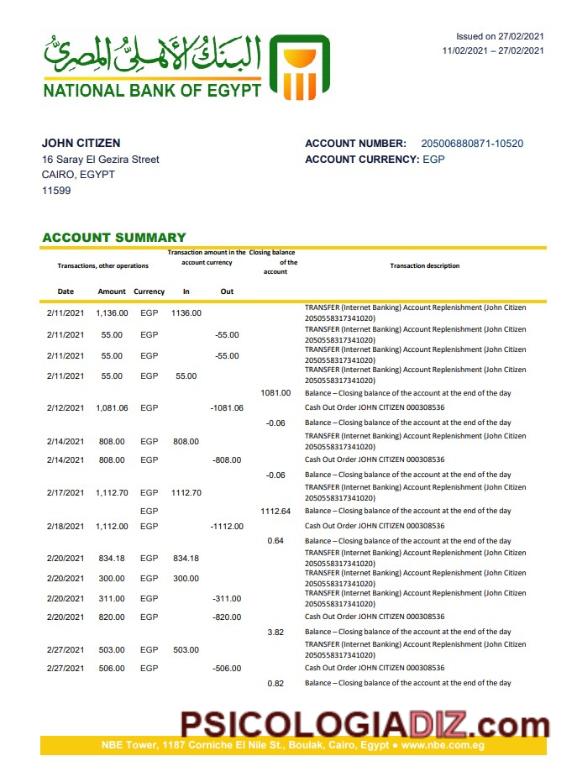 Issued on 27/02/2021
11/02/2021 – 27/02/2021
البنك الأهلي المصري
NATIONAL BANK OF EGYPT
JOHN CITIZEN
16 Saray El Gezira Street
CAIRO, EGYPT
11599
ACCOUNT NUMBER: 205006880871-10520
ACCOUNT CURRENCY: EGP
ACCOUNT SUMMARY
Transactions, other operations
Transaction amount in the account currency
Closing balance of the account
Transaction description
Date Amount Currency In Out
2/11/2021 1,136.00 EGP 1136.00 TRANSFER (Internet Banking) Account Replenishment (John Citizen
2050558317341020)
2/11/2021 55.00 EGP -55.00 TRANSFER (Internet Banking) Account Replenishment (John Citizen
2050558317341020)
2/11/2021 55.00 EGP -55.00 TRANSFER (Internet Banking) Account Replenishment (John Citizen
2050558317341020)
2/11/2021 55.00 EGP 55.00 TRANSFER (Internet Banking) Account Replenishment (John Citizen
2050558317341020)
1081.00 Balance – Closing balance of the account at the end of the day
2/12/2021 1,081.06 EGP -1081.06 Cash Out Order JOHN CITIZEN 000308536
-0.06 Balance – Closing balance of the account at the end of the day
2/14/2021 808.00 EGP 808.00 TRANSFER (Internet Banking) Account Replenishment (John Citizen
2050558317341020)
2/14/2021 808.00 EGP -808.00 Cash Out Order JOHN CITIZEN 000308536
-0.06 Balance – Closing balance of the account at the end of the day
2/17/2021 1,112.70 EGP 1112.70 TRANSFER (Internet Banking) Account Replenishment (John Citizen
2050558317341020)
EGP 1112.64 Balance – Closing balance of the account at the end of the day
2/18/2021 1,112.00 EGP -1112.00 Cash Out Order JOHN CITIZEN 000308536
0.64 Balance – Closing balance of the account at the end of the day
2/20/2021 834.18 EGP 834.18 TRANSFER (Internet Banking) Account Replenishment (John Citizen
2050558317341020)
2/20/2021 300.00 EGP 300.00 TRANSFER (Internet Banking) Account Replenishment (John Citizen
2050558317341020)
2/20/2021 311.00 EGP -311.00 TRANSFER (Internet Banking) Account Replenishment (John Citizen
2050558317341020)
2/20/2021 820.00 EGP -820.00 Cash Out Order JOHN CITIZEN 000308536
3.82 Balance – Closing balance of the account at the end of the day
2/27/2021 503.00 EGP 503.00 TRANSFER (Internet Banking) Account Replenishment (John Citizen
2050558317341020)
2/27/2021 506.00 EGP -506.00 Cash Out Order JOHN CITIZEN 000308536
0.82 Balance – Closing balance of the account at the end of the day
PSICOLOGIADIZ.com
NBE Tower, 1187 Corniche El Nile St., Boulak, Cairo, Egypt ● www.nbe.com.eg